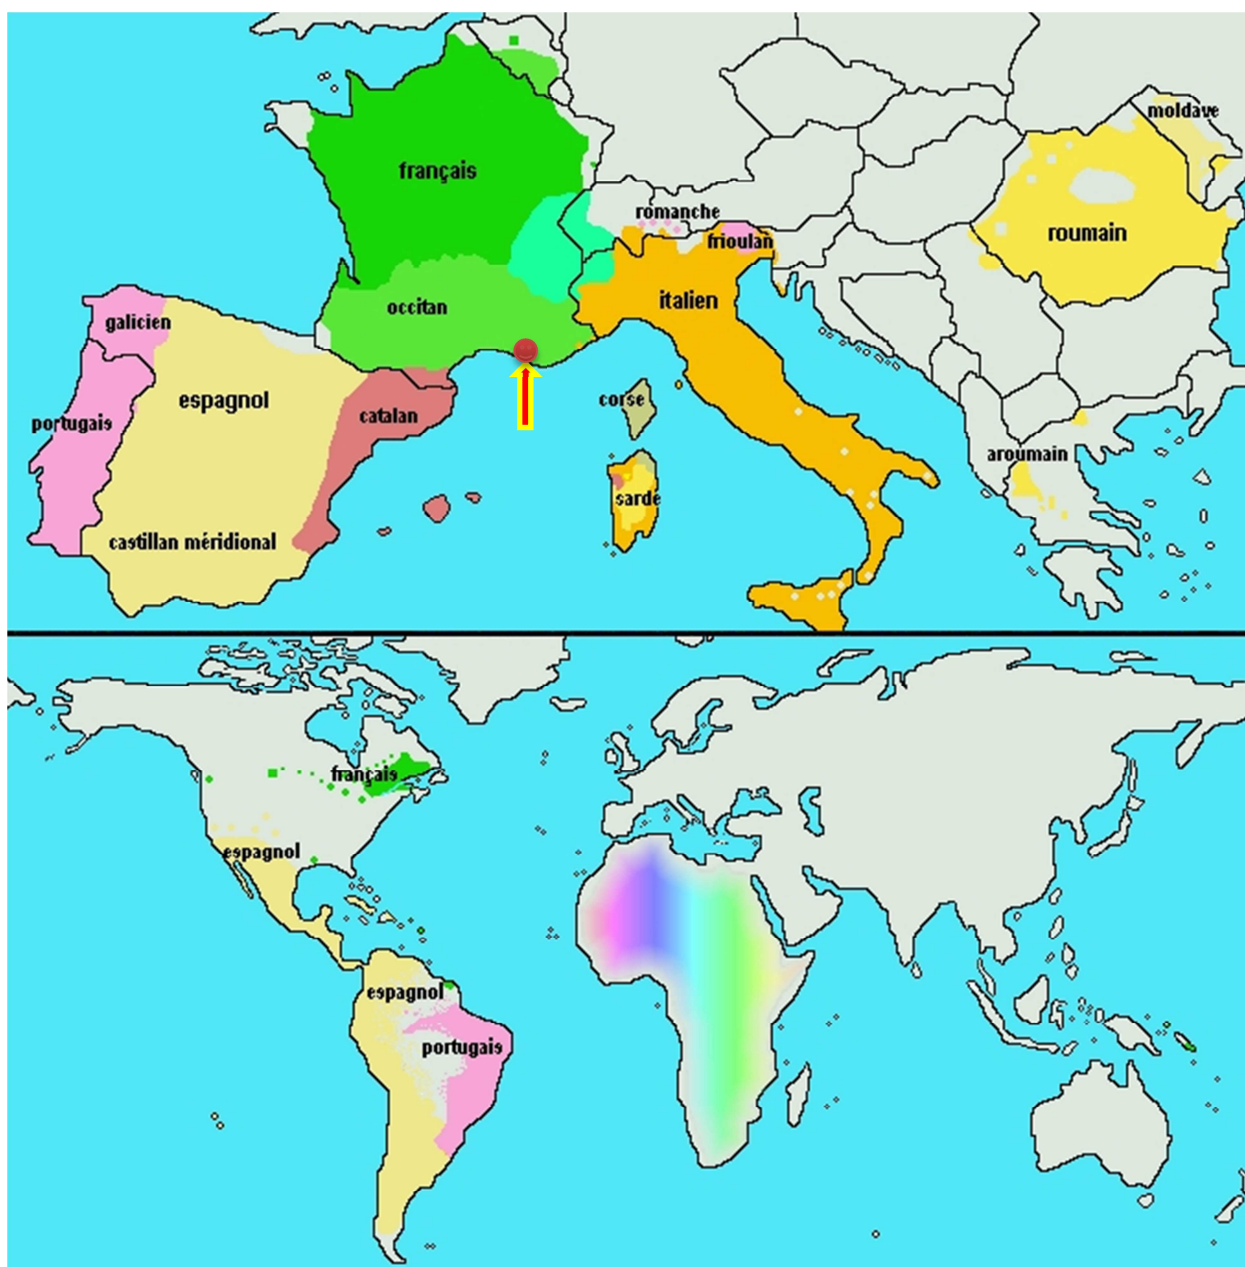 moldave
français
romanche
roumain
frioulan
italien
occitan
galicien
espagnol
corse
catalan
portugais
aroumain
sarde
castillan méridional
français
espagnol
espagnol
portugais